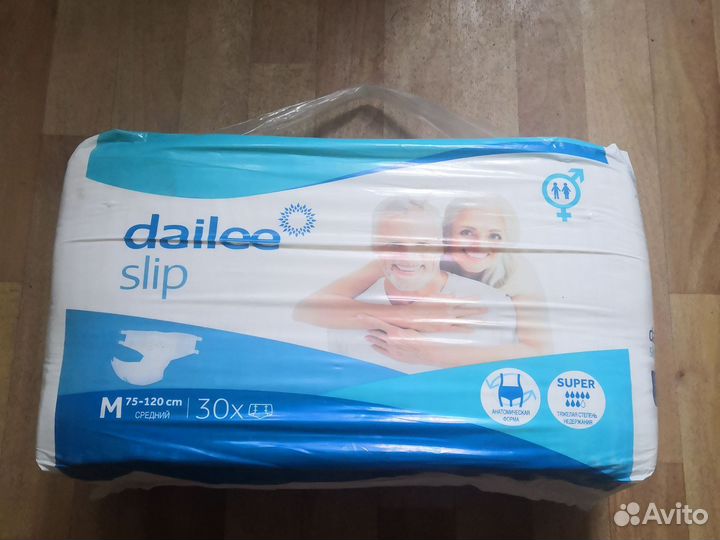 dailee
slip
M 75-120 cm
СРЕДНИЙ
30x
АНАТОМИЧЕСКАЯ
ФОРМА
SUPER
ТЯЖЕЛАЯ СТЕПЕНЬ
НЕДЕРЖАНИЯ
Avito